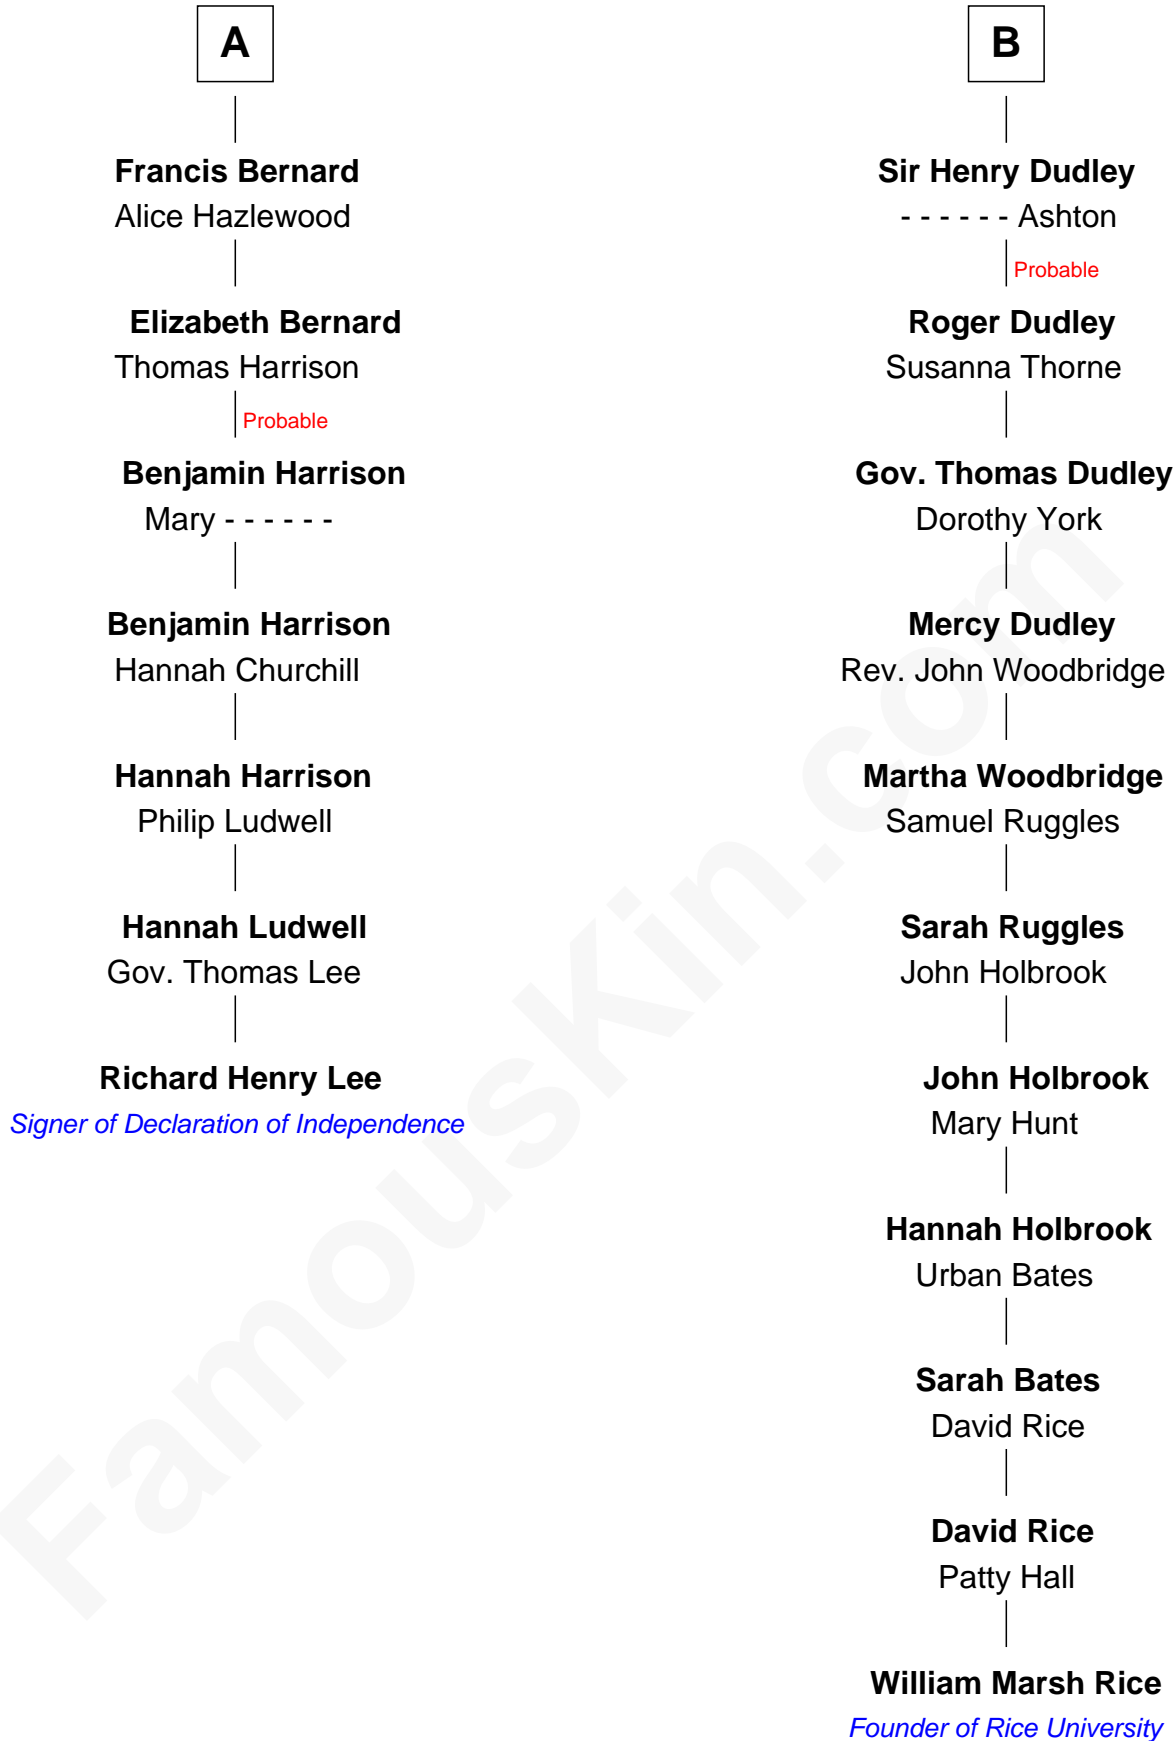 A
Francis Bernard
Alice Hazlewood
Elizabeth Bernard
Thomas Harrison
Probable
Benjamin Harrison
Mary - - - - - -
Benjamin Harrison
Hannah Churchill
Hannah Harrison
Philip Ludwell
Hannah Ludwell
Gov. Thomas Lee
Richard Henry Lee
Signer of Declaration of Independence
B
Sir Henry Dudley
- - - - - - Ashton
Probable
Roger Dudley
Susanna Thorne
Gov. Thomas Dudley
Dorothy York
Mercy Dudley
Rev. John Woodbridge
Martha Woodbridge
Samuel Ruggles
Sarah Ruggles
John Holbrook
John Holbrook
Mary Hunt
Hannah Holbrook
Urban Bates
Sarah Bates
David Rice
David Rice
Patty Hall
William Marsh Rice
Founder of Rice University
FamousKin.com